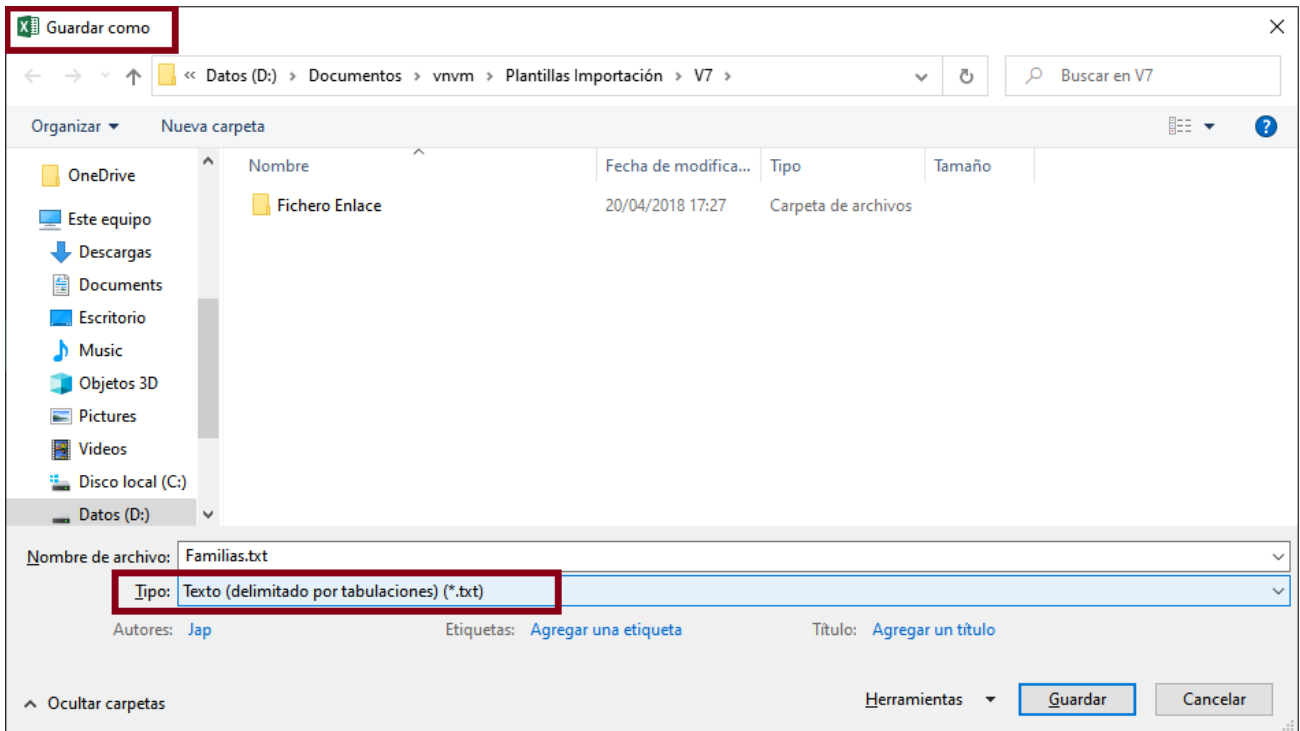 Guardar como
« Datos (D:) > Documentos > vnvm > Plantillas Importación > V7 >
Buscar en V7
Organizar
Nueva carpeta
Nombre Fecha de modifica... Tipo Tamaño
Fichero Enlace 20/04/2018 17:27 Carpeta de archivos
OneDrive
Este equipo
Descargas
Documents
Escritorio
Music
Objetos 3D
Pictures
Videos
Disco local (C:)
Datos (D:)
Nombre de archivo: Familias.txt
Tipo: Texto (delimitado por tabulaciones) (*.txt)
Autores: Jap Etiquetas: Agregar una etiqueta Título: Agregar un título
Ocultar carpetas
Herramientas Guardar Cancelar